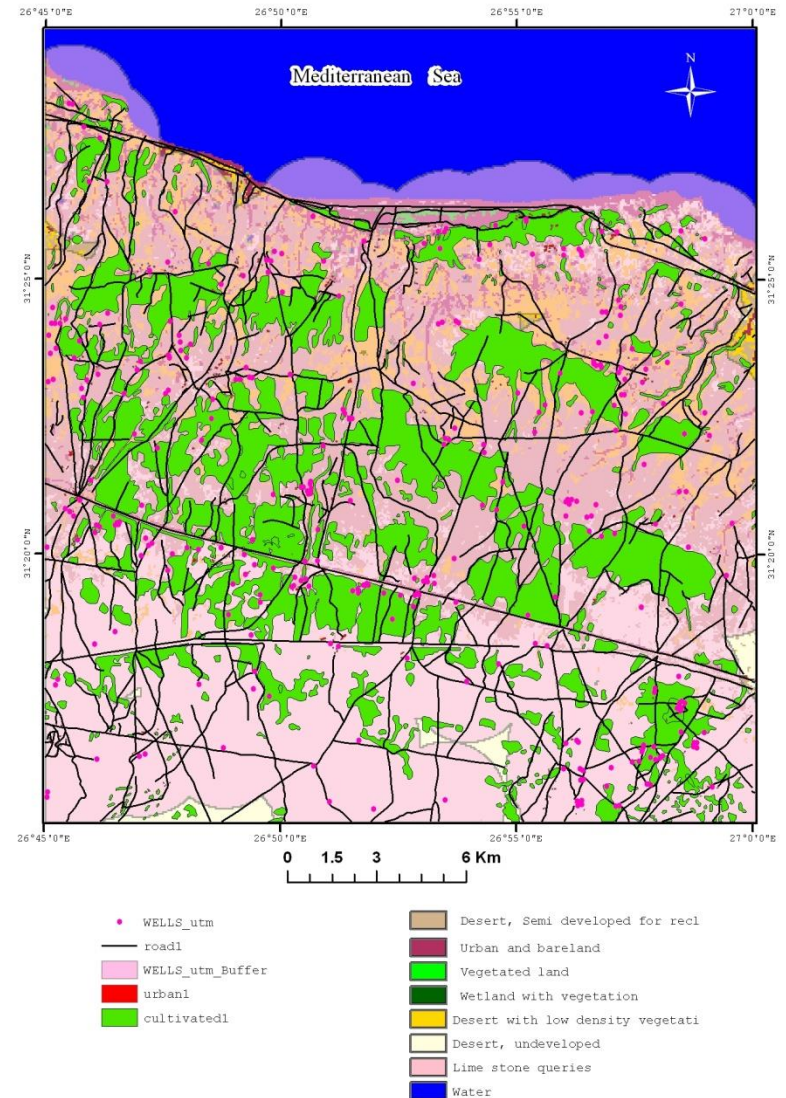 26°45'0"E 26°50'0"E 26°55'0"E 27°0'0"E
Mediterranean Sea
N
31°25'0"N 31°25'0"N
31°20'0"N 31°20'0"N
26°45'0"E 26°50'0"E 26°55'0"E 27°0'0"E
0 1.5 3 6 Km
WELLS_utm
road1
WELLS_utm_Buffer
urban1
cultivated1
Desert, Semi developed for recl
Urban and bareland
Vegetated land
Wetland with vegetation
Desert with low density vegetati
Desert, undeveloped
Lime stone queries
Water